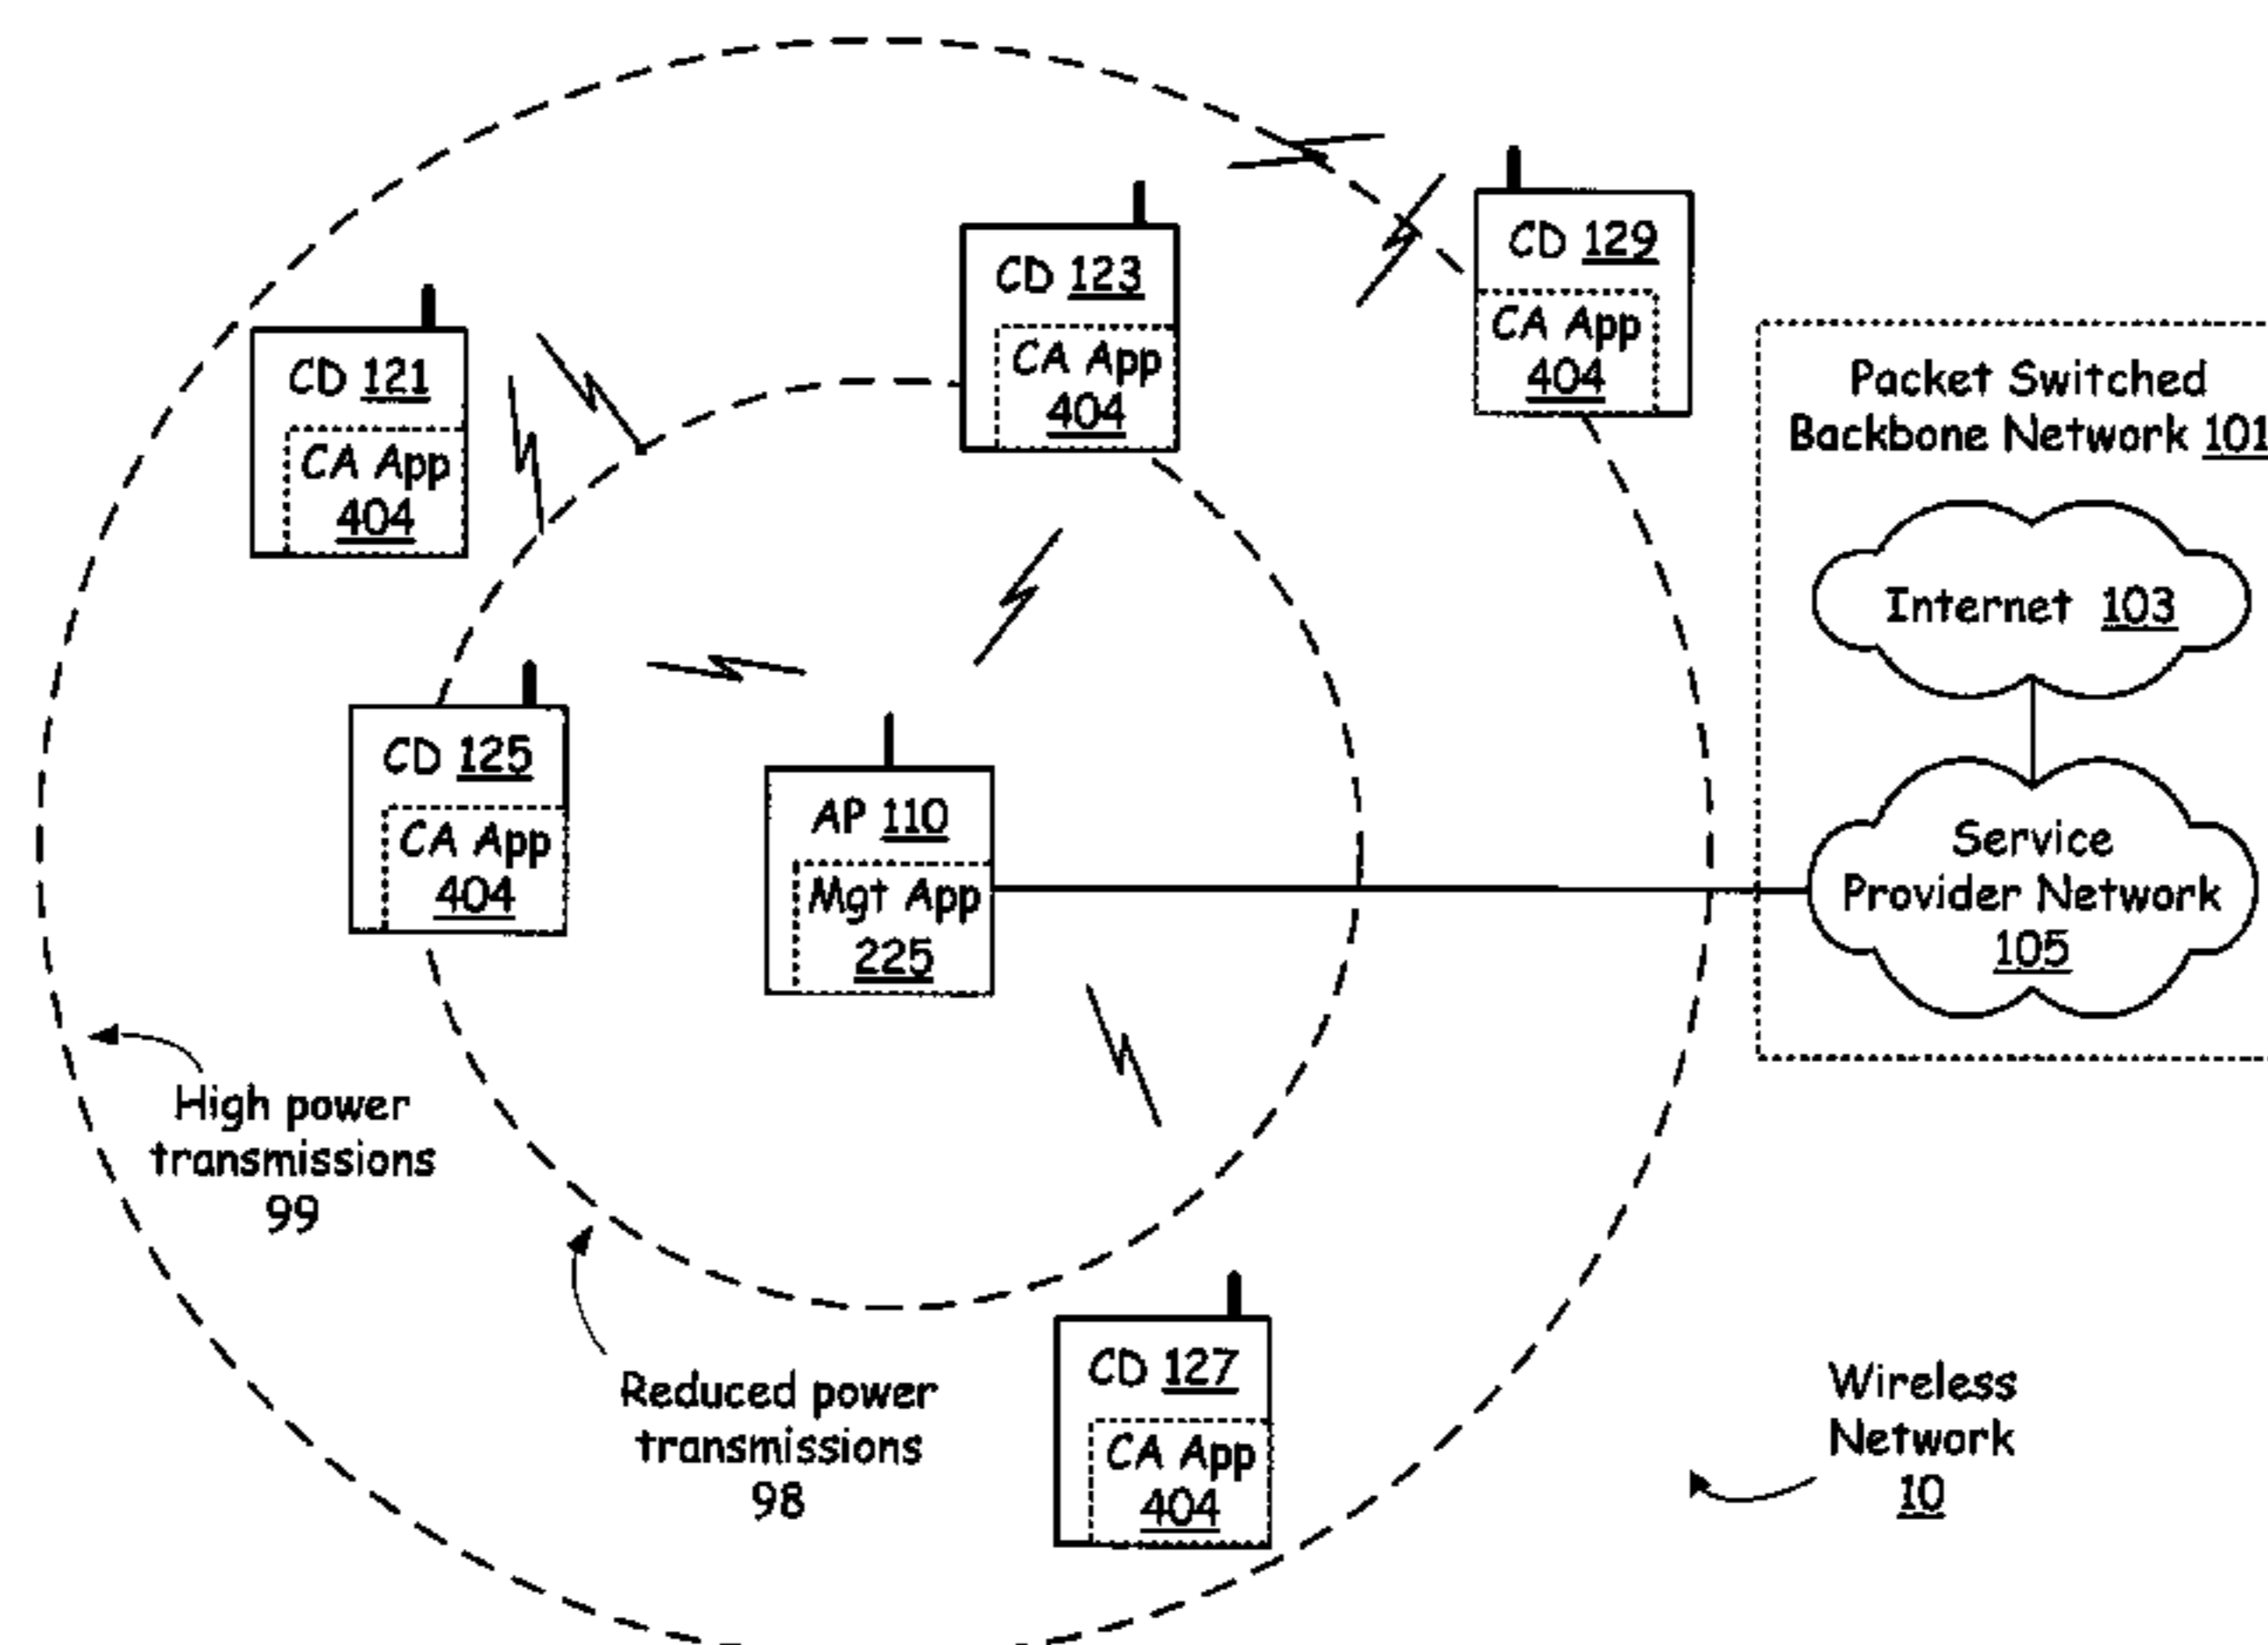 CD 123
CA App
404
CD 129
CA App
404
CD 121
CA App
404
Packet Switched
Backbone Network 101
Internet 103
CD 125
CA App
404
AP 110
Mgt App
225
Service
Provider Network
105
High power
transmissions
99
Reduced power
transmissions
98
CD 127
CA App
404
Wireless
Network
10